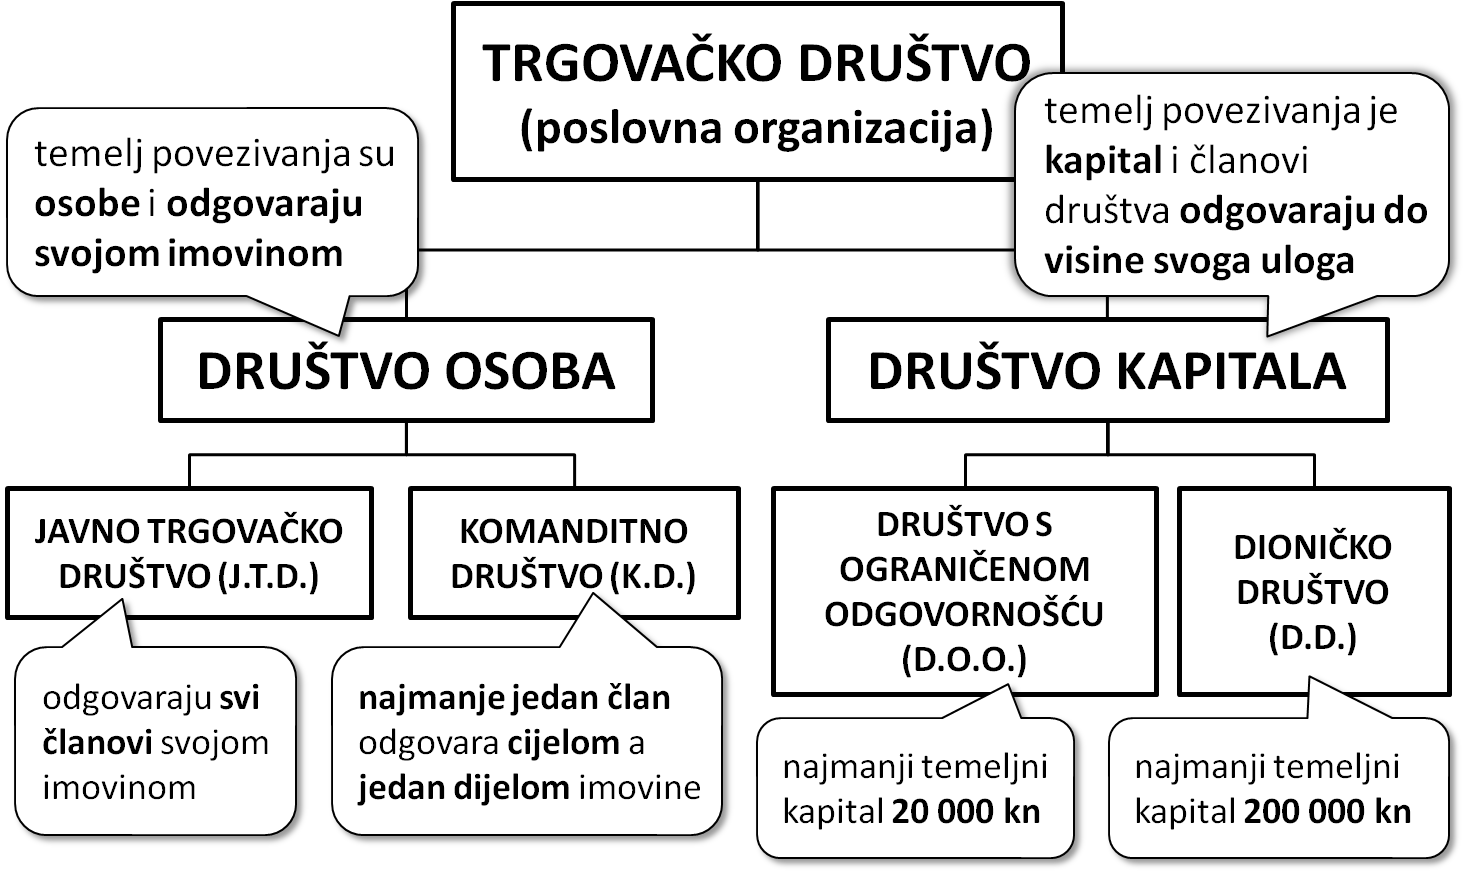 TRGOVAČKO DRUŠTVO
(poslovna organizacija)
temelj povezivanja su
osobe i odgovaraju
svojom imovinom
temelj povezivanja je
kapital i članovi
društva odgovaraju do
visine svoga uloga
DRUŠTVO OSOBA
DRUŠTVO KAPITALA
JAVNO TRGOVAČKO
DRUŠTVO (J.T.D.)
KOMANDITNO
DRUŠTVO (K.D.)
DRUŠTVO S
OGRANIČENOM
ODGOVORNOŠĆU
(D.O.O.)
DIONIČKO
DRUŠTVO
(D.D.)
odgovaraju svi
članovi svojom
imovinom
najmanje jedan član
odgovara cijelom a
jedan dijelom imovine
najmanji temeljni
kapital 20 000 kn
najmanji temeljni
kapital 200 000 kn